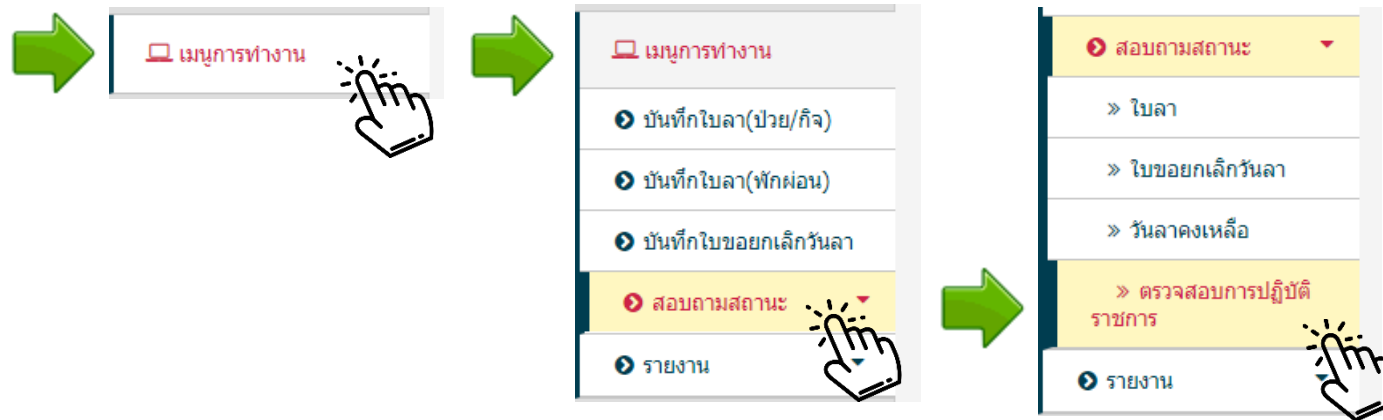 เมนูการทำงาน
เมนูการทำงาน
บันทึกใบลา(ป่วย/กิจ)
บันทึกใบลา(พักผ่อน)
บันทึกใบขอยกเลิกวันลา
สอบถามสถานะ
รายงาน
สอบถามสถานะ
» ใบลา
» ใบขอยกเลิกวันลา
» วันลาคงเหลือ
» ตรวจสอบการปฏิบัติ
ราชการ
รายงาน